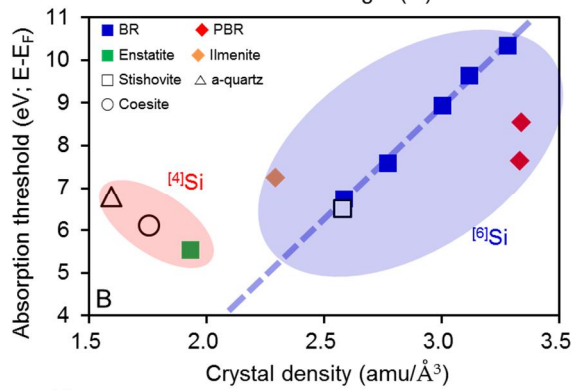 11
10
9
8
7
6
5
4
Absorption threshold (eV; E-E_F)
BR
PBR
Enstatite
Ilmenite
Stishovite
a-quartz
Coesite
[4]Si
[6]Si
B
1.5
2.0
2.5
3.0
3.5
Crystal density (amu/Å³)